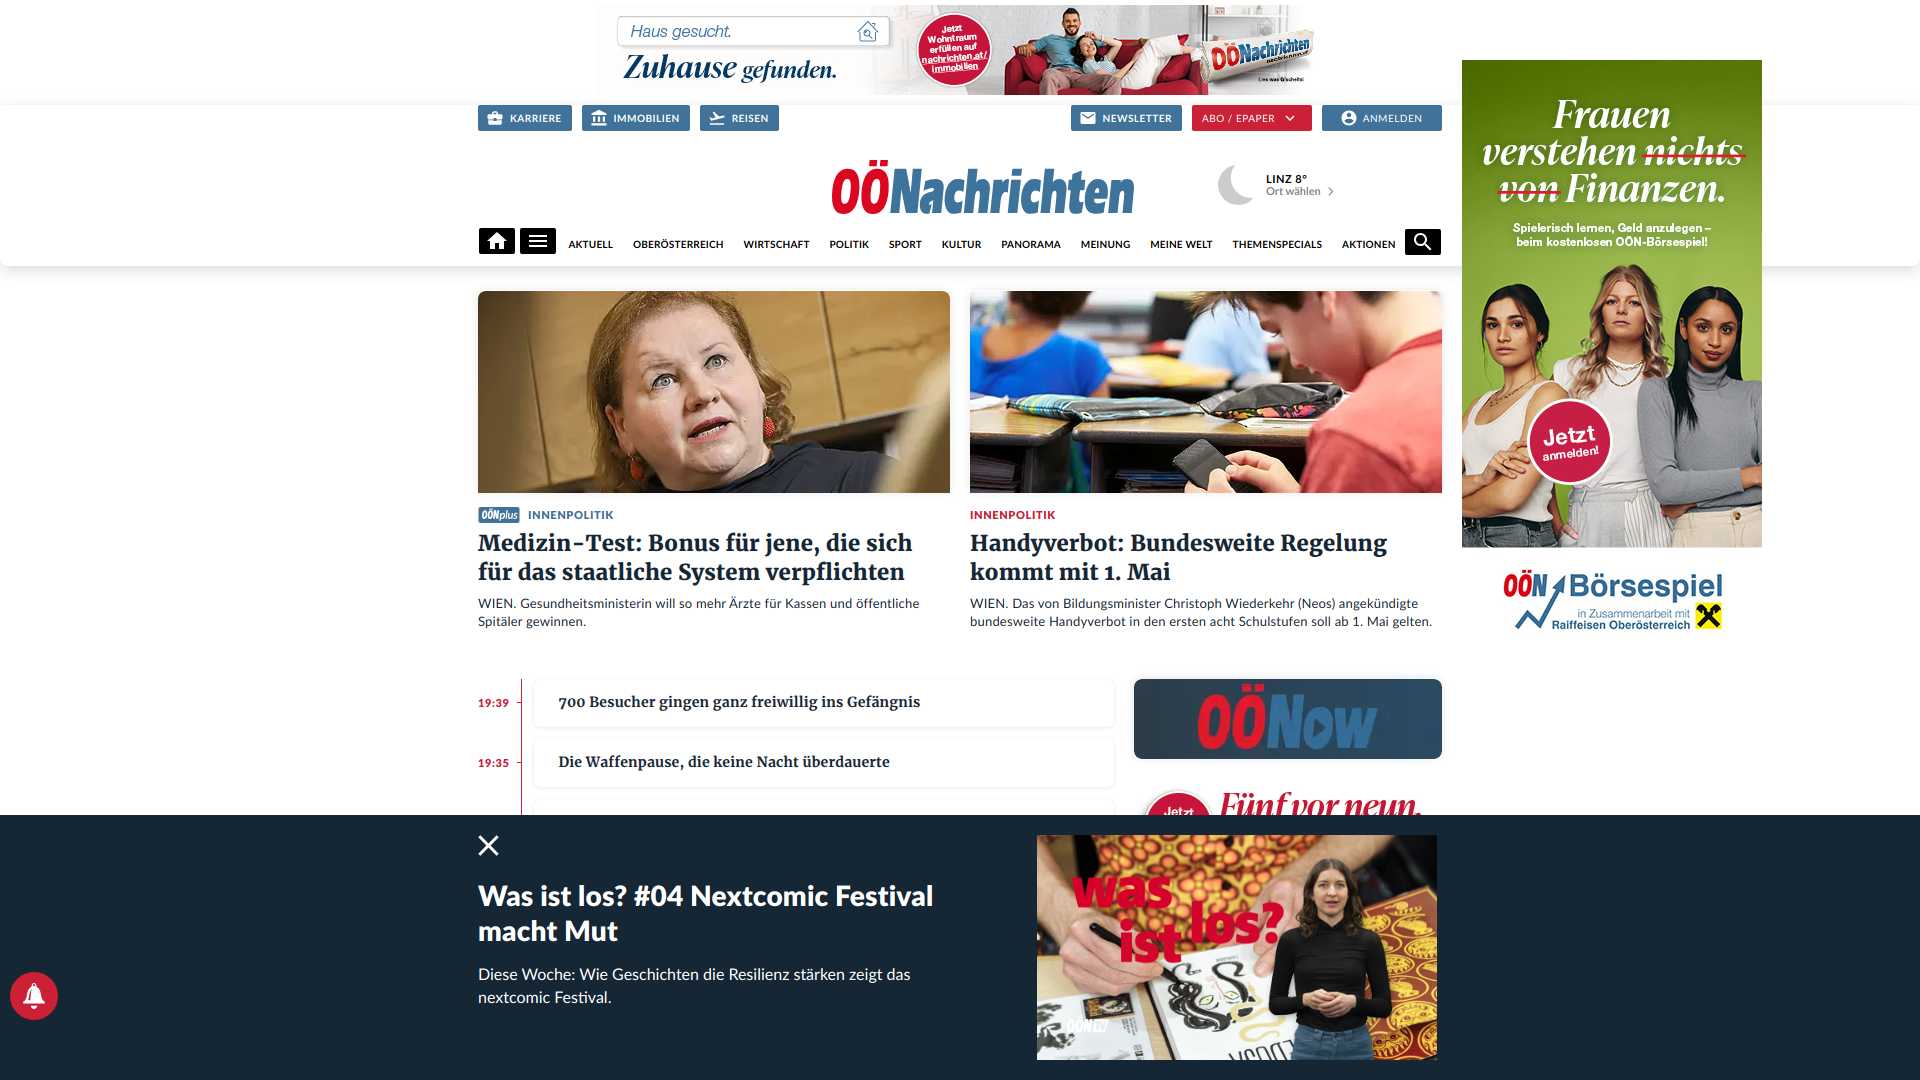 Haus gesucht.
Zuhause gefunden.
Jetzt
Wohntraum
erfüllen auf
nachrichten.at/
immobilien
OÖNachrichten
Lies was G'scheits!
KARRIERE
IMMOBILIEN
REISEN
NEWSLETTER
ABO / EPAPER
ANMELDEN
OÖNachrichten
LINZ 8°
Ort wählen
AKTUELL
OBERÖSTERREICH
WIRTSCHAFT
POLITIK
SPORT
KULTUR
PANORAMA
MEINUNG
MEINE WELT
THEMENSPECIALS
AKTIONEN
Frauen
verstehen nichts
von Finanzen.
Spielerisch lernen, Geld anzulegen –
beim kostenlosen OÖN-Börsespiel!
Jetzt
anmelden!
OÖN Börsespiel
in Zusammenarbeit mit
Raiffeisen Oberösterreich
OÖNplus INNENPOLITIK
Medizin-Test: Bonus für jene, die sich
für das staatliche System verpflichten
WIEN. Gesundheitsministerin will so mehr Ärzte für Kassen und öffentliche
Spitäler gewinnen.
INNENPOLITIK
Handyverbot: Bundesweite Regelung
kommt mit 1. Mai
WIEN. Das von Bildungsminister Christoph Wiederkehr (Neos) angekündigte
bundesweite Handyverbot in den ersten acht Schulstufen soll ab 1. Mai gelten.
19:39
700 Besucher gingen ganz freiwillig ins Gefängnis
19:35
Die Waffenpause, die keine Nacht überdauerte
OÖNow
Jetzt
Fünf vor neun.
Was ist los? #04 Nextcomic Festival
macht Mut
Diese Woche: Wie Geschichten die Resilienz stärken zeigt das
nextcomic Festival.
was
ist los?